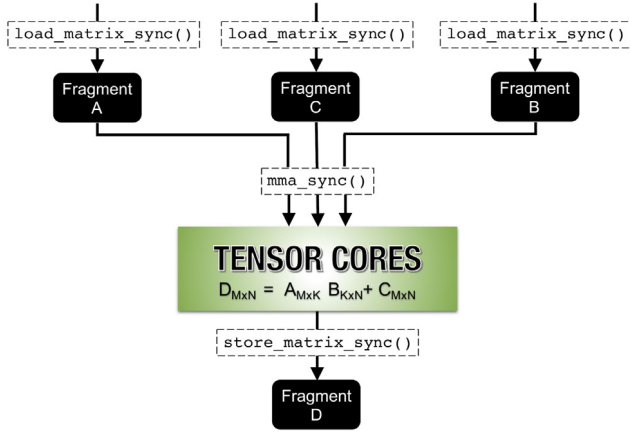 load_matrix_sync() load_matrix_sync() load_matrix_sync()
Fragment Fragment Fragment
A C B
mma_sync()
TENSOR CORES
DMxN = AMxK BKxN+ CMxN
store_matrix_sync()
Fragment
D